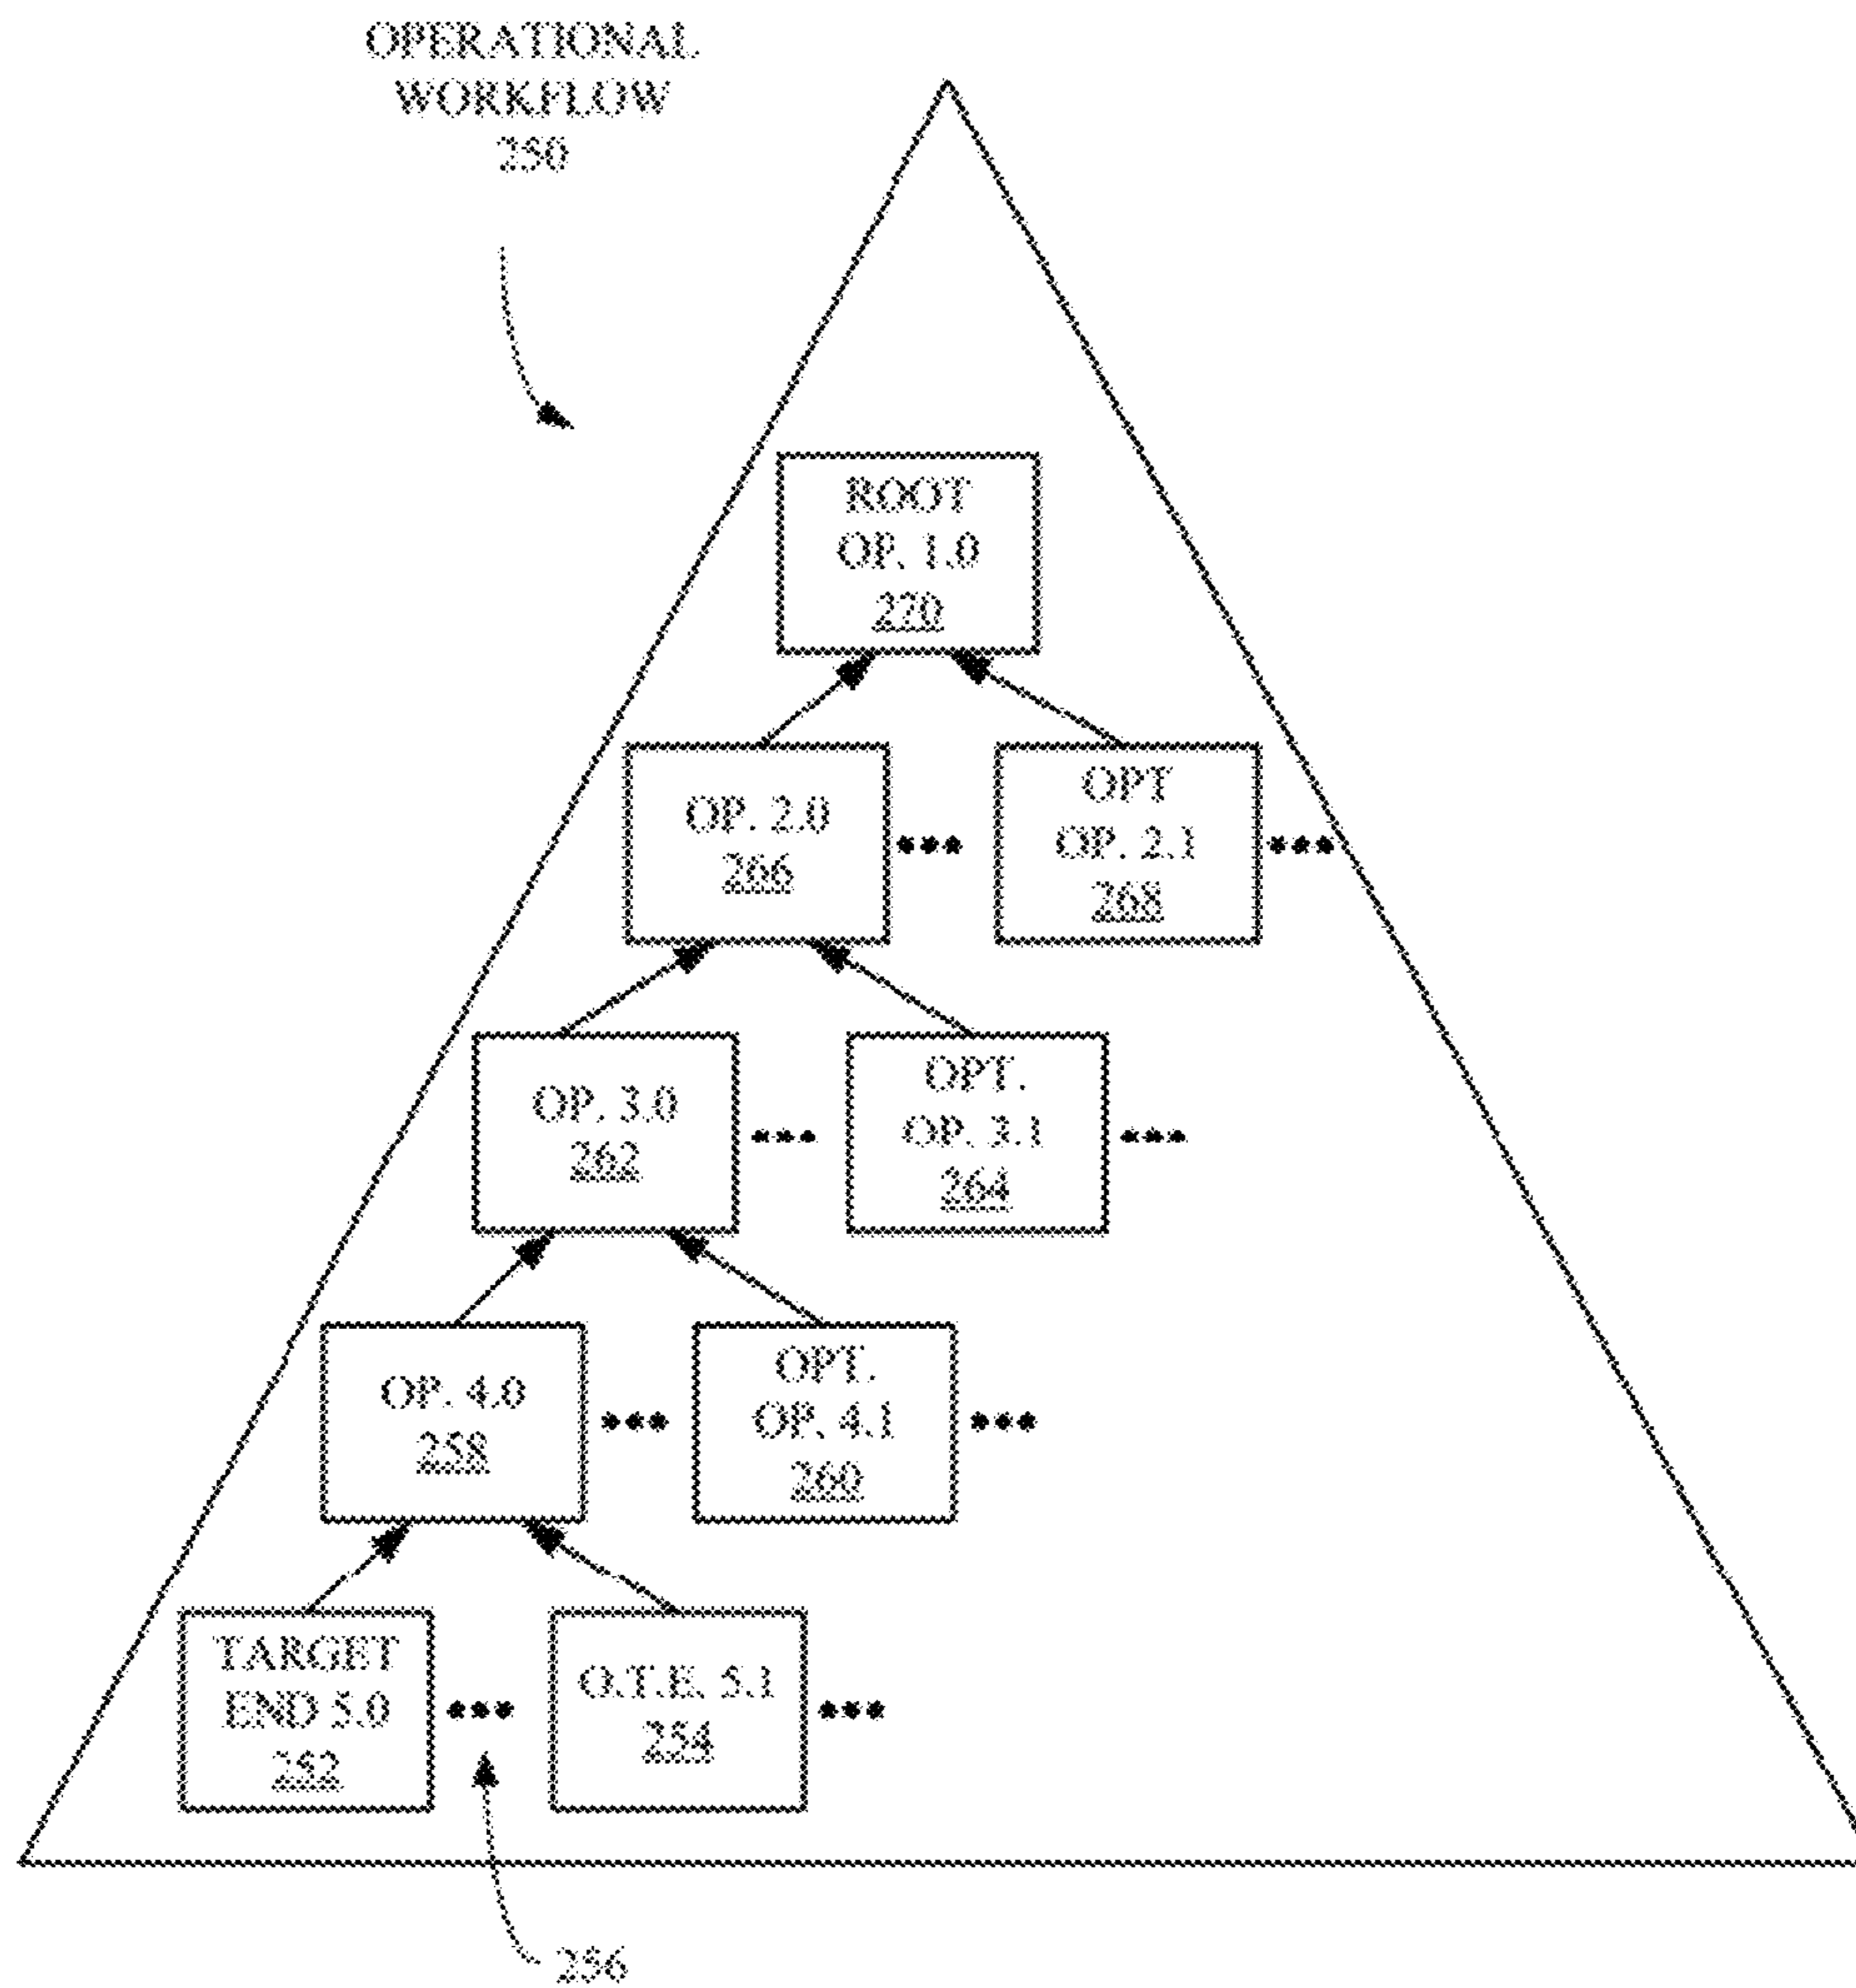 OPERATIONAL
WORKFLOW
250
ROOT
OP. 1.0
270
OP. 2.0
266
OPT
OP. 2.1
268
OP. 3.0
262
OPT.
OP. 3.1
264
OP. 4.0
258
OPT.
OP. 4.1
260
TARGET
END 5.0
252
O.T.E. 5.1
254
256